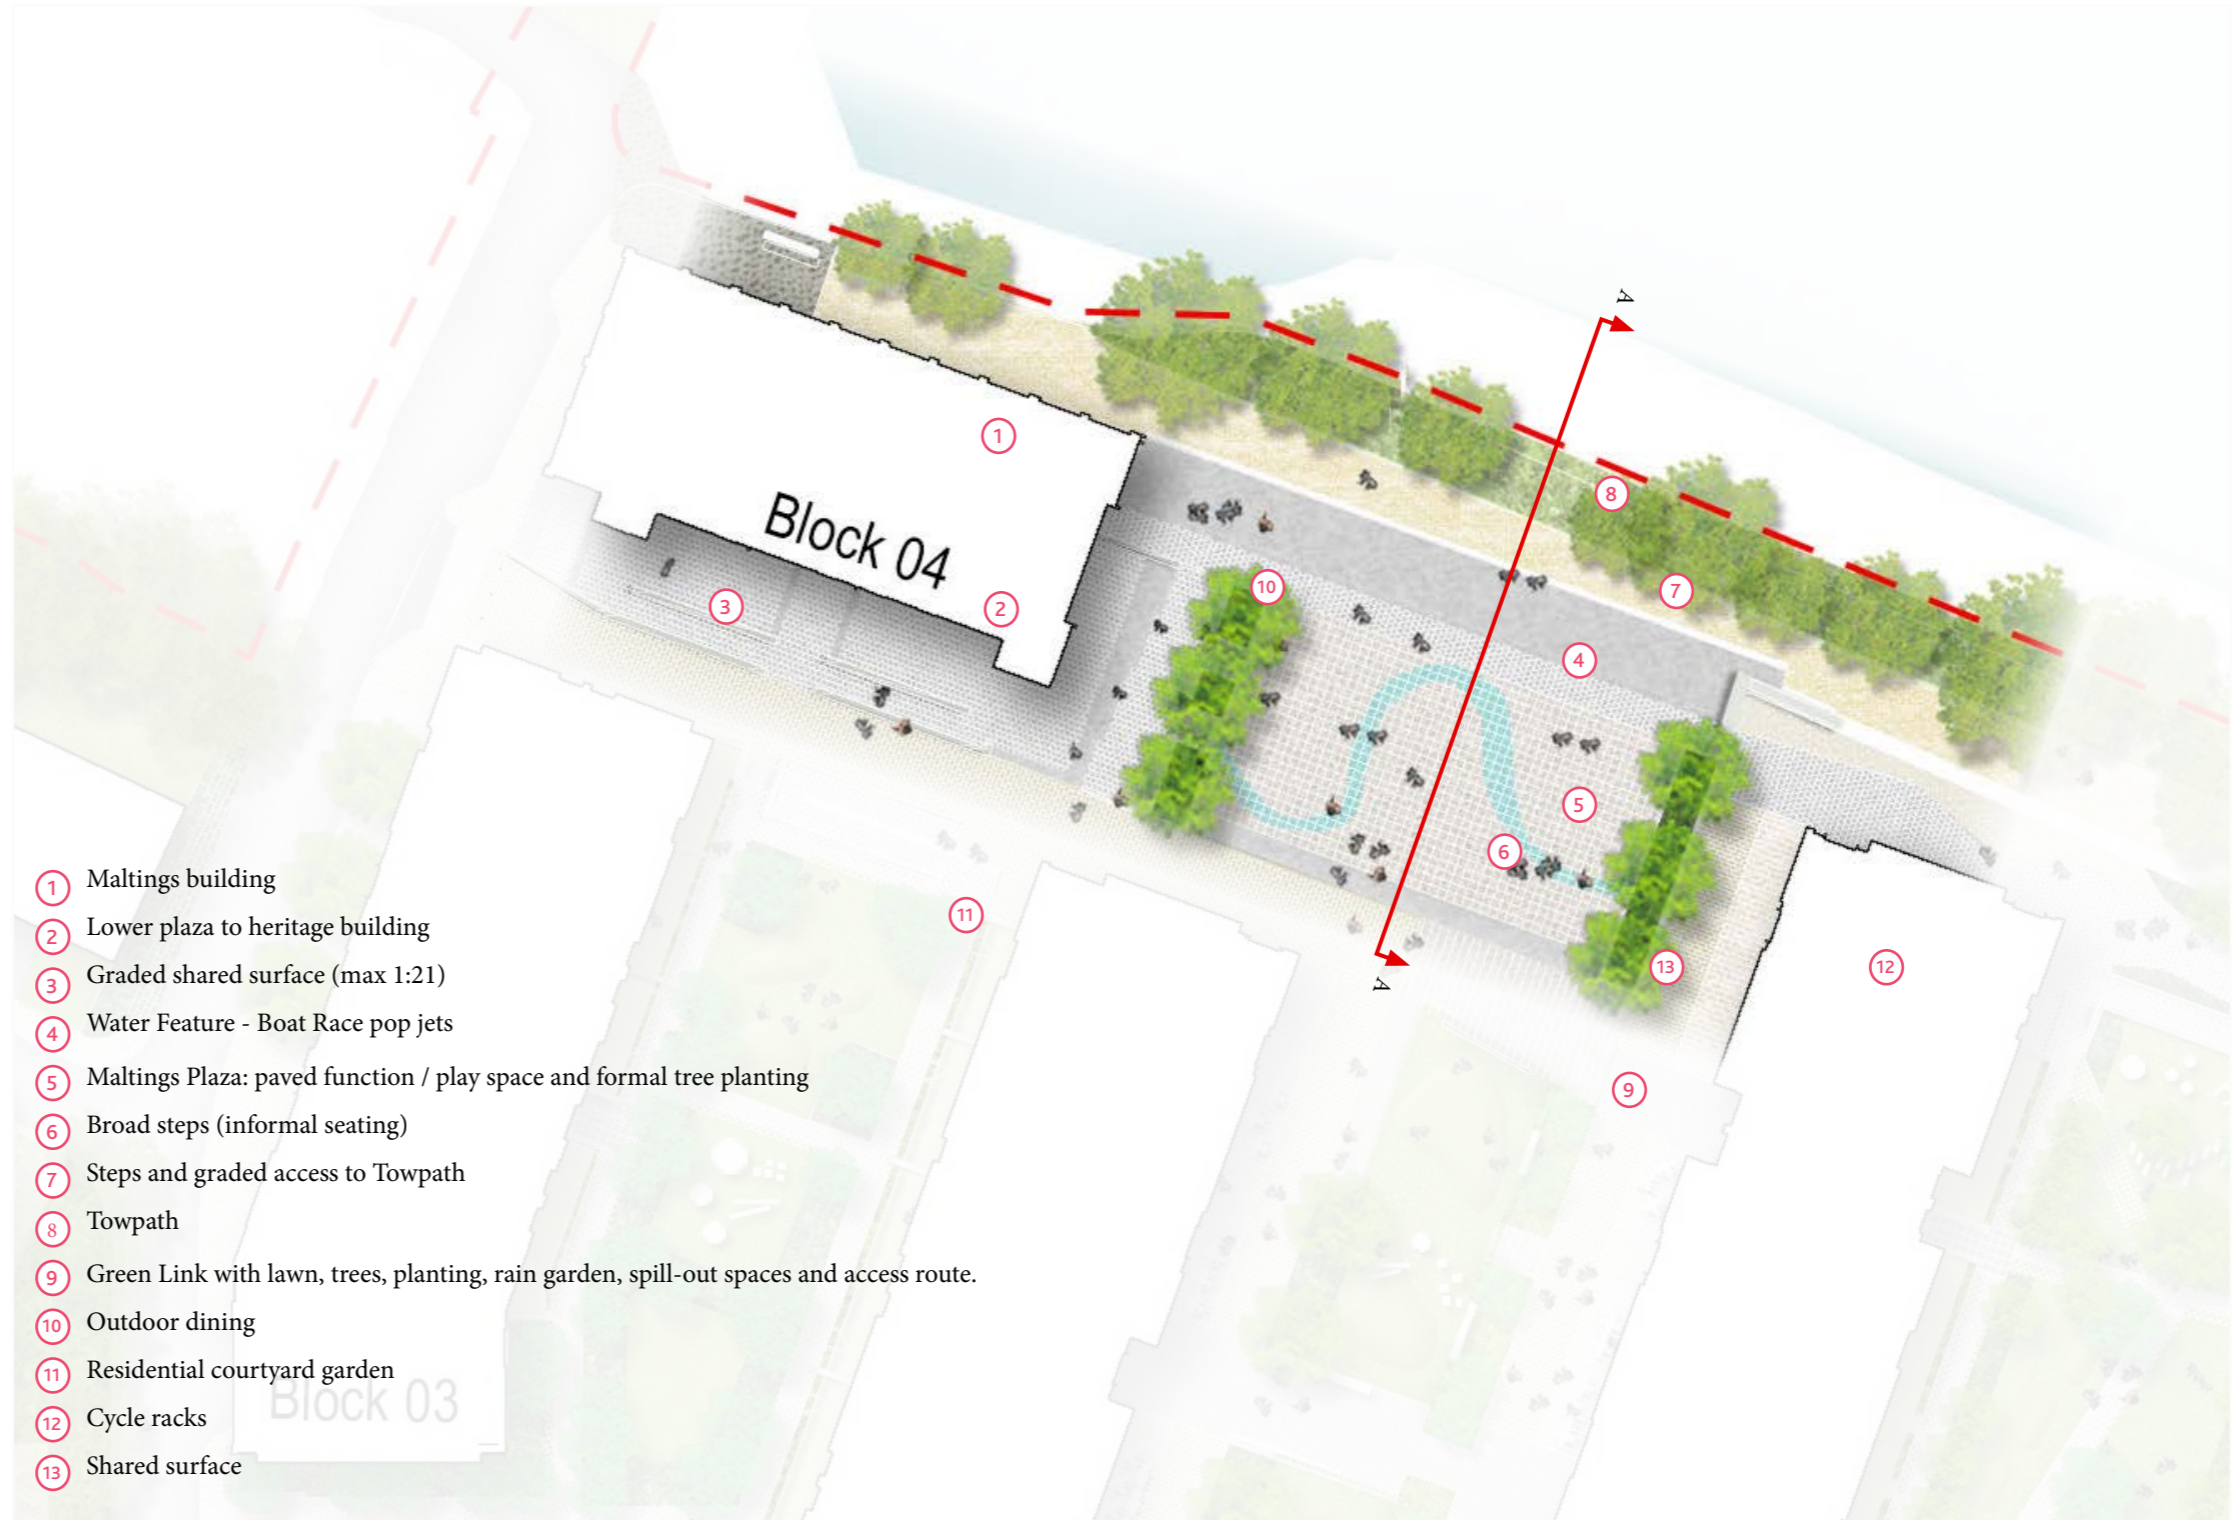 A
1
8
Block 04
10
7
3
2
4
5
6
11
13
12
A
9
1 Maltings building
2 Lower plaza to heritage building
3 Graded shared surface (max 1:21)
4 Water Feature - Boat Race pop jets
5 Maltings Plaza: paved function / play space and formal tree planting
6 Broad steps (informal seating)
7 Steps and graded access to Towpath
8 Towpath
9 Green Link with lawn, trees, planting, rain garden, spill-out spaces and access route.
10 Outdoor dining
11 Residential courtyard garden
Block 03
12 Cycle racks
13 Shared surface